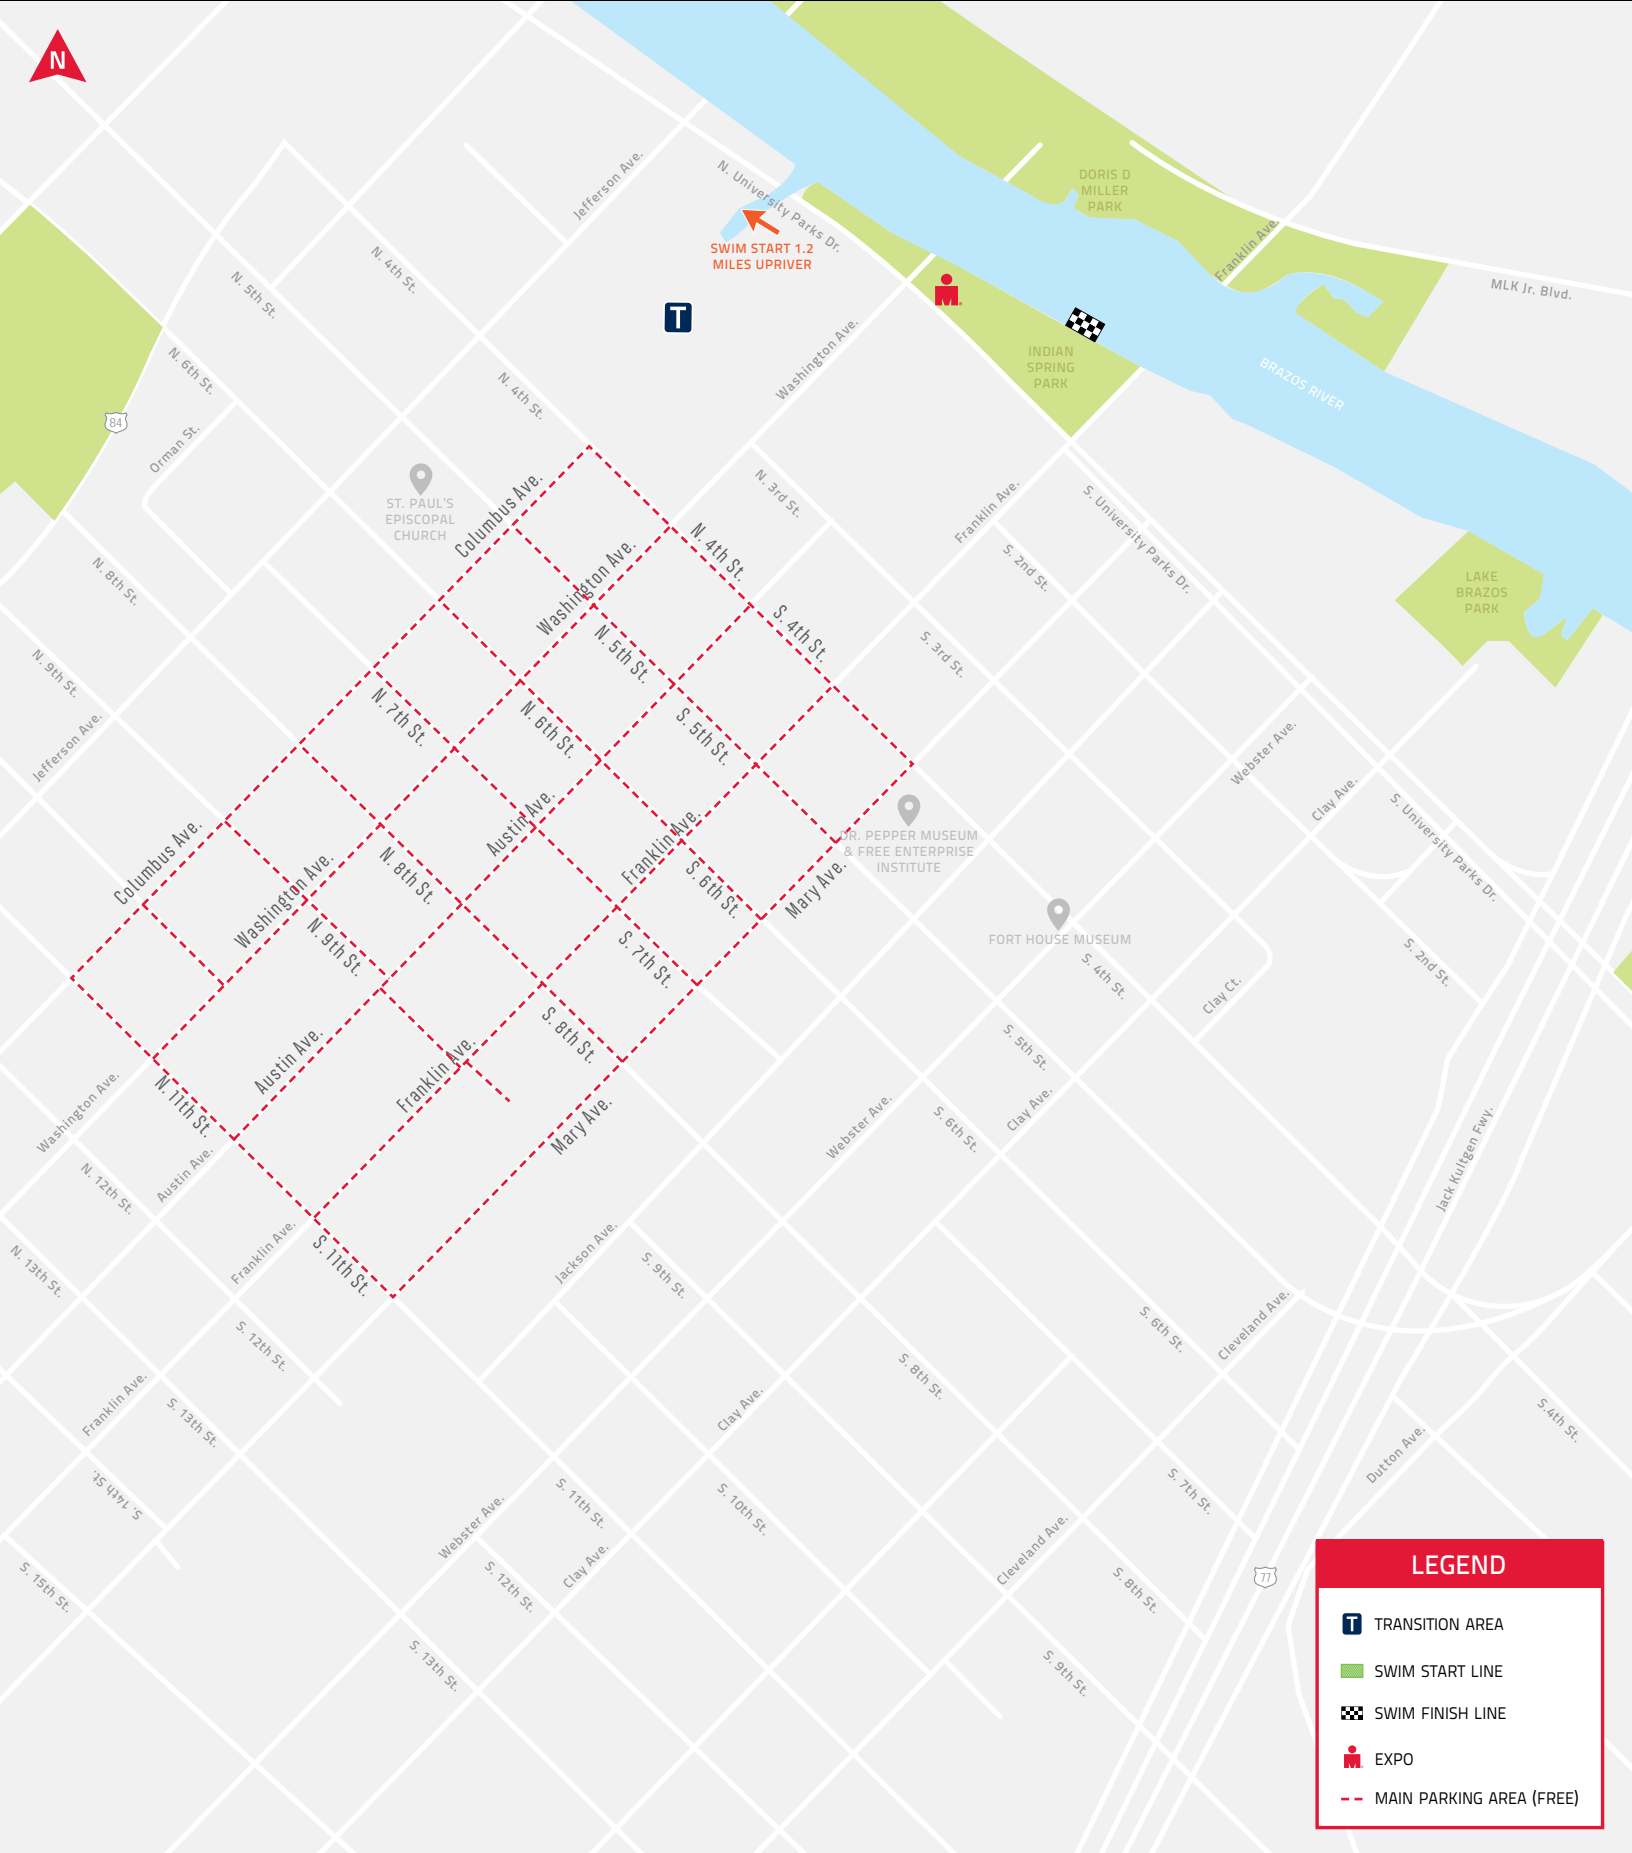 N
Jefferson Ave.
N. University Parks Dr.
DORIS D
MILLER
PARK
SWIM START 1.2
MILES UPRIVER
N. 4th St.
N. 5th St.
Franklin Ave.
MLK Jr. Blvd.
T
N. 6th St.
N. 4th St.
Washington Ave.
INDIAN
SPRING
PARK
BRAZOS RIVER
84
Orman St.
ST. PAUL'S
EPISCOPAL
CHURCH
Columbus Ave.
N. 3rd St.
Franklin Ave.
S. University Parks Dr.
N. 8th St.
Washington Ave.
N. 4th St.
S. 2nd St.
LAKE
BRAZOS
PARK
N. 9th St.
N. 5th St.
S. 4th St.
S. 3rd St.
Jefferson Ave.
N. 7th St.
N. 6th St.
S. 5th St.
Webster Ave.
Clay Ave.
S. University Parks Dr.
Columbus Ave.
Austin Ave.
Franklin Ave.
DR. PEPPER MUSEUM
& FREE ENTERPRISE
INSTITUTE
Washington Ave.
N. 8th St.
S. 6th St.
Mary Ave.
FORT HOUSE MUSEUM
N. 9th St.
S. 7th St.
S. 4th St.
Clay Ct.
S. 2nd St.
Austin Ave.
Franklin Ave.
S. 8th St.
S. 5th St.
Washington Ave.
N. 11th St.
Mary Ave.
Webster Ave.
S. 6th St.
Clay Ave.
Jack Kultgen Fwy.
N. 12th St.
Austin Ave.
N. 13th St.
Franklin Ave.
S. 11th St.
Jackson Ave.
S. 9th St.
S. 6th St.
Cleveland Ave.
S. 12th St.
S. 8th St.
Franklin Ave.
S. 13th St.
Clay Ave.
S.4th St.
Dutton Ave.
S. 14th St.
Webster Ave.
S. 11th St.
S. 10th St.
S. 7th St.
Cleveland Ave.
S. 15th St.
S. 12th St.
Clay Ave.
S. 8th St.
77
S. 13th St.
S. 9th St.
LEGEND
T TRANSITION AREA
SWIM START LINE
SWIM FINISH LINE
EXPO
MAIN PARKING AREA (FREE)